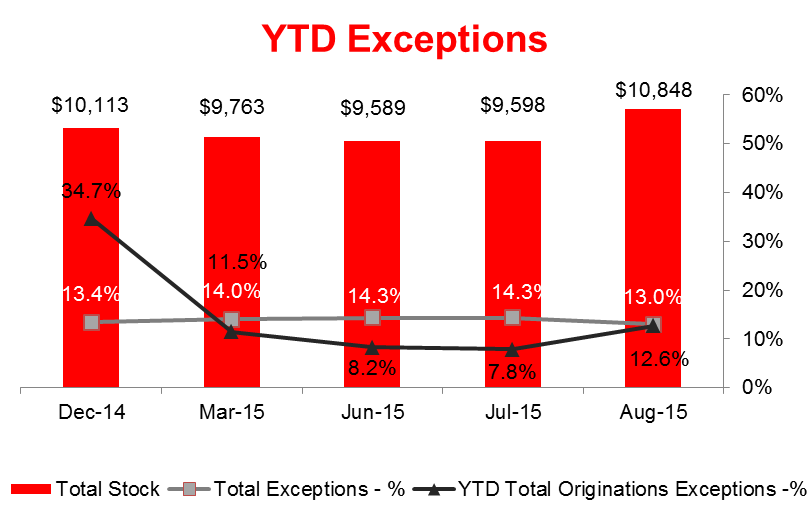 YTD Exceptions
$10,113 $9,763 $9,589 $9,598 $10,848
60%
50%
40%
30%
20%
10%
0%
34.7% 11.5% 8.2% 7.8% 12.6%
13.4% 14.0% 14.3% 14.3% 13.0%
Dec-14 Mar-15 Jun-15 Jul-15 Aug-15
Total Stock Total Exceptions - % YTD Total Originations Exceptions -%